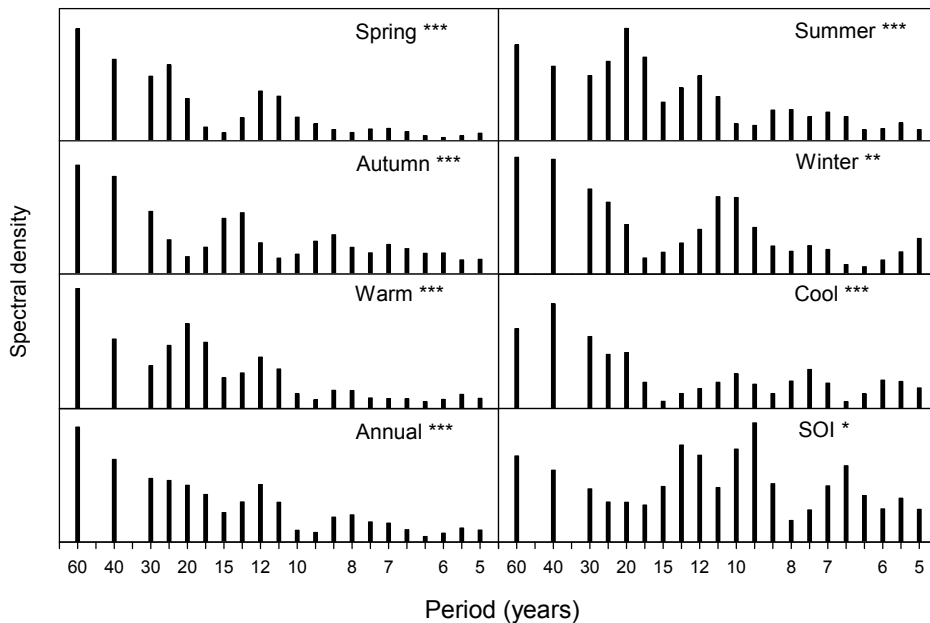 Spring ***
Summer ***
Autumn ***
Winter **
Warm ***
Cool ***
Annual ***
SOI *
Spectral density
60 40 30 20 15 12 10 8 7 6 5
60 40 30 20 15 12 10 8 7 6 5
Period (years)